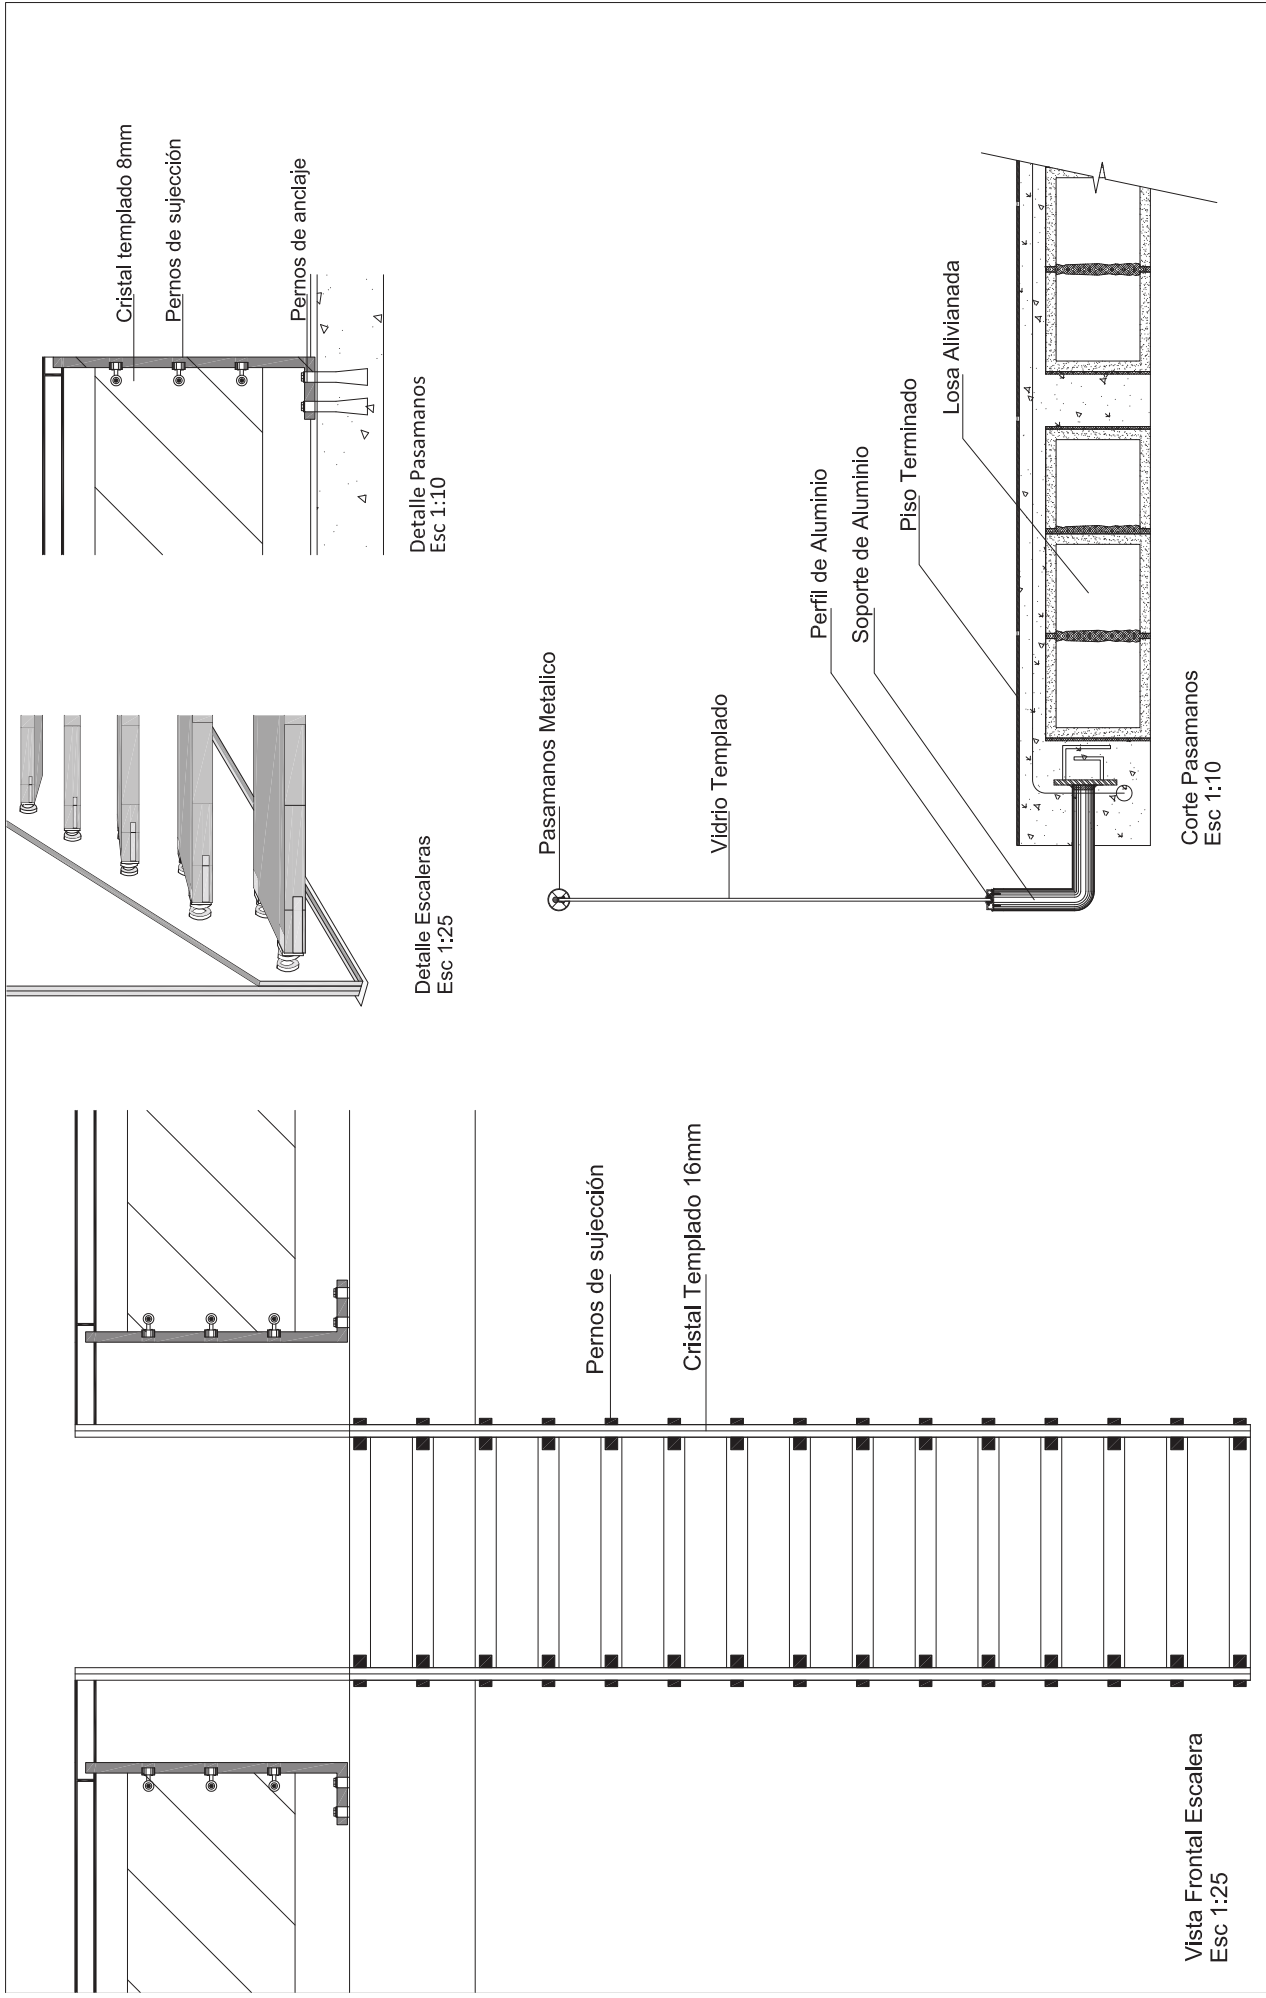 Vista Frontal Escalera
Esc 1:25
Pernos de sujección
Cristal Templado 16mm
Detalle Escaleras
Esc 1:25
Cristal templado 8mm
Pernos de sujección
Pernos de anclaje
Detalle Pasamanos
Esc 1:10
Pasamanos Metalico
Vidrio Templado
Perfil de Aluminio
Soporte de Aluminio
Piso Terminado
Losa Alivianada
Corte Pasamanos
Esc 1:10